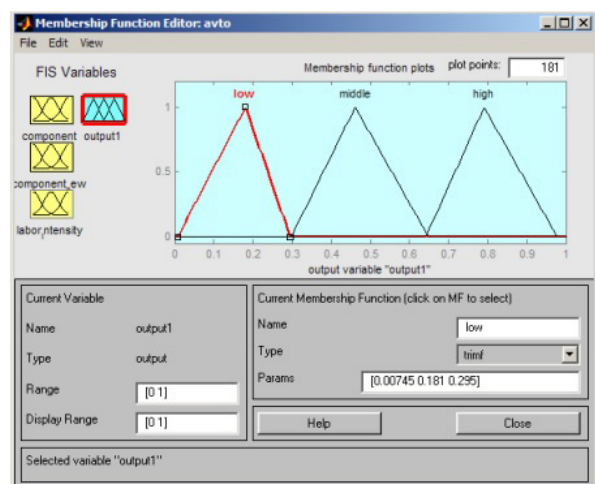 Membership Function Editor: avto
File Edit View
FIS Variables
Membership function plots plot points: 181
component output1
component_ew
labor_ntensity
low middle high
1
0.5
0
0 0.1 0.2 0.3 0.4 0.5 0.6 0.7 0.8 0.9 1
output variable "output1"
Current Variable
Name output1
Type output
Range [0 1]
Display Range [0 1]
Current Membership Function (click on MF to select)
Name low
Type trimf
Params [0.00745 0.181 0.295]
Help Close
Selected variable "output1"